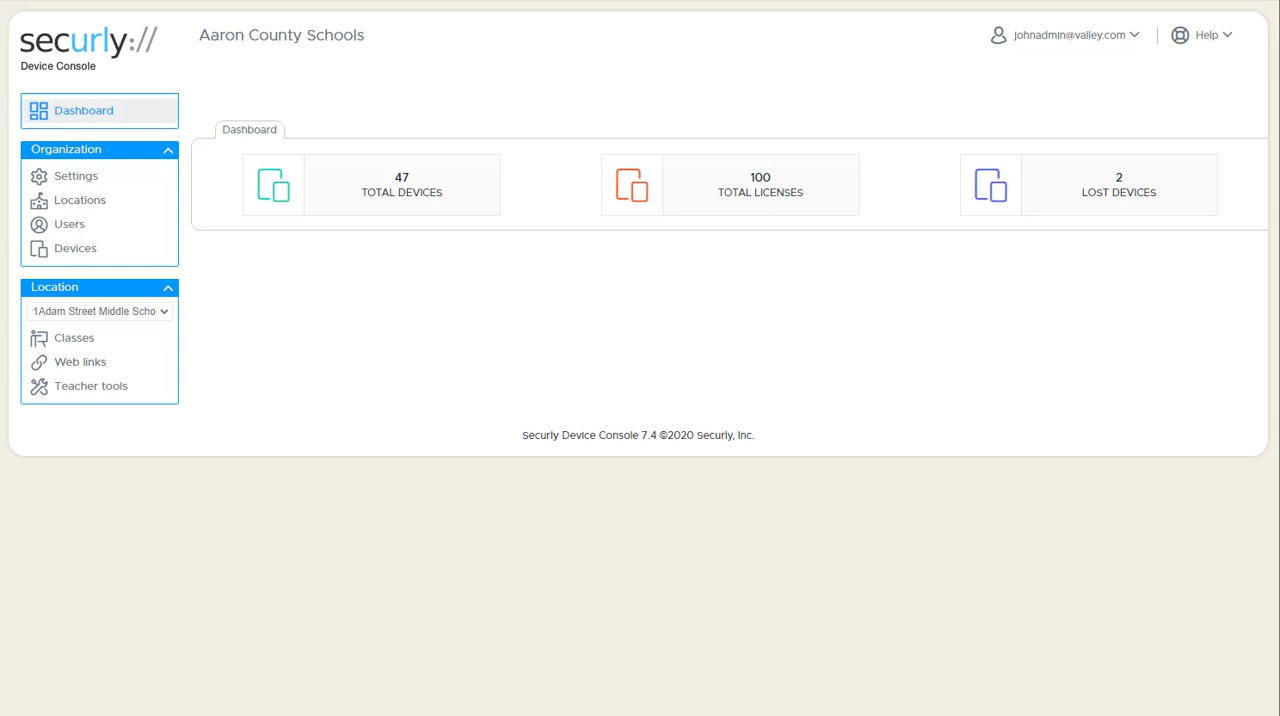 securly://
Device Console
Aaron County Schools
johnadmin@valley.com
Help
Dashboard
Organization
Settings
Locations
Users
Devices
Location
1Adam Street Middle Scho
Classes
Web links
Teacher tools
Dashboard
47
TOTAL DEVICES
100
TOTAL LICENSES
2
LOST DEVICES
Securly Device Console 7.4 ©2020 Securly, Inc.